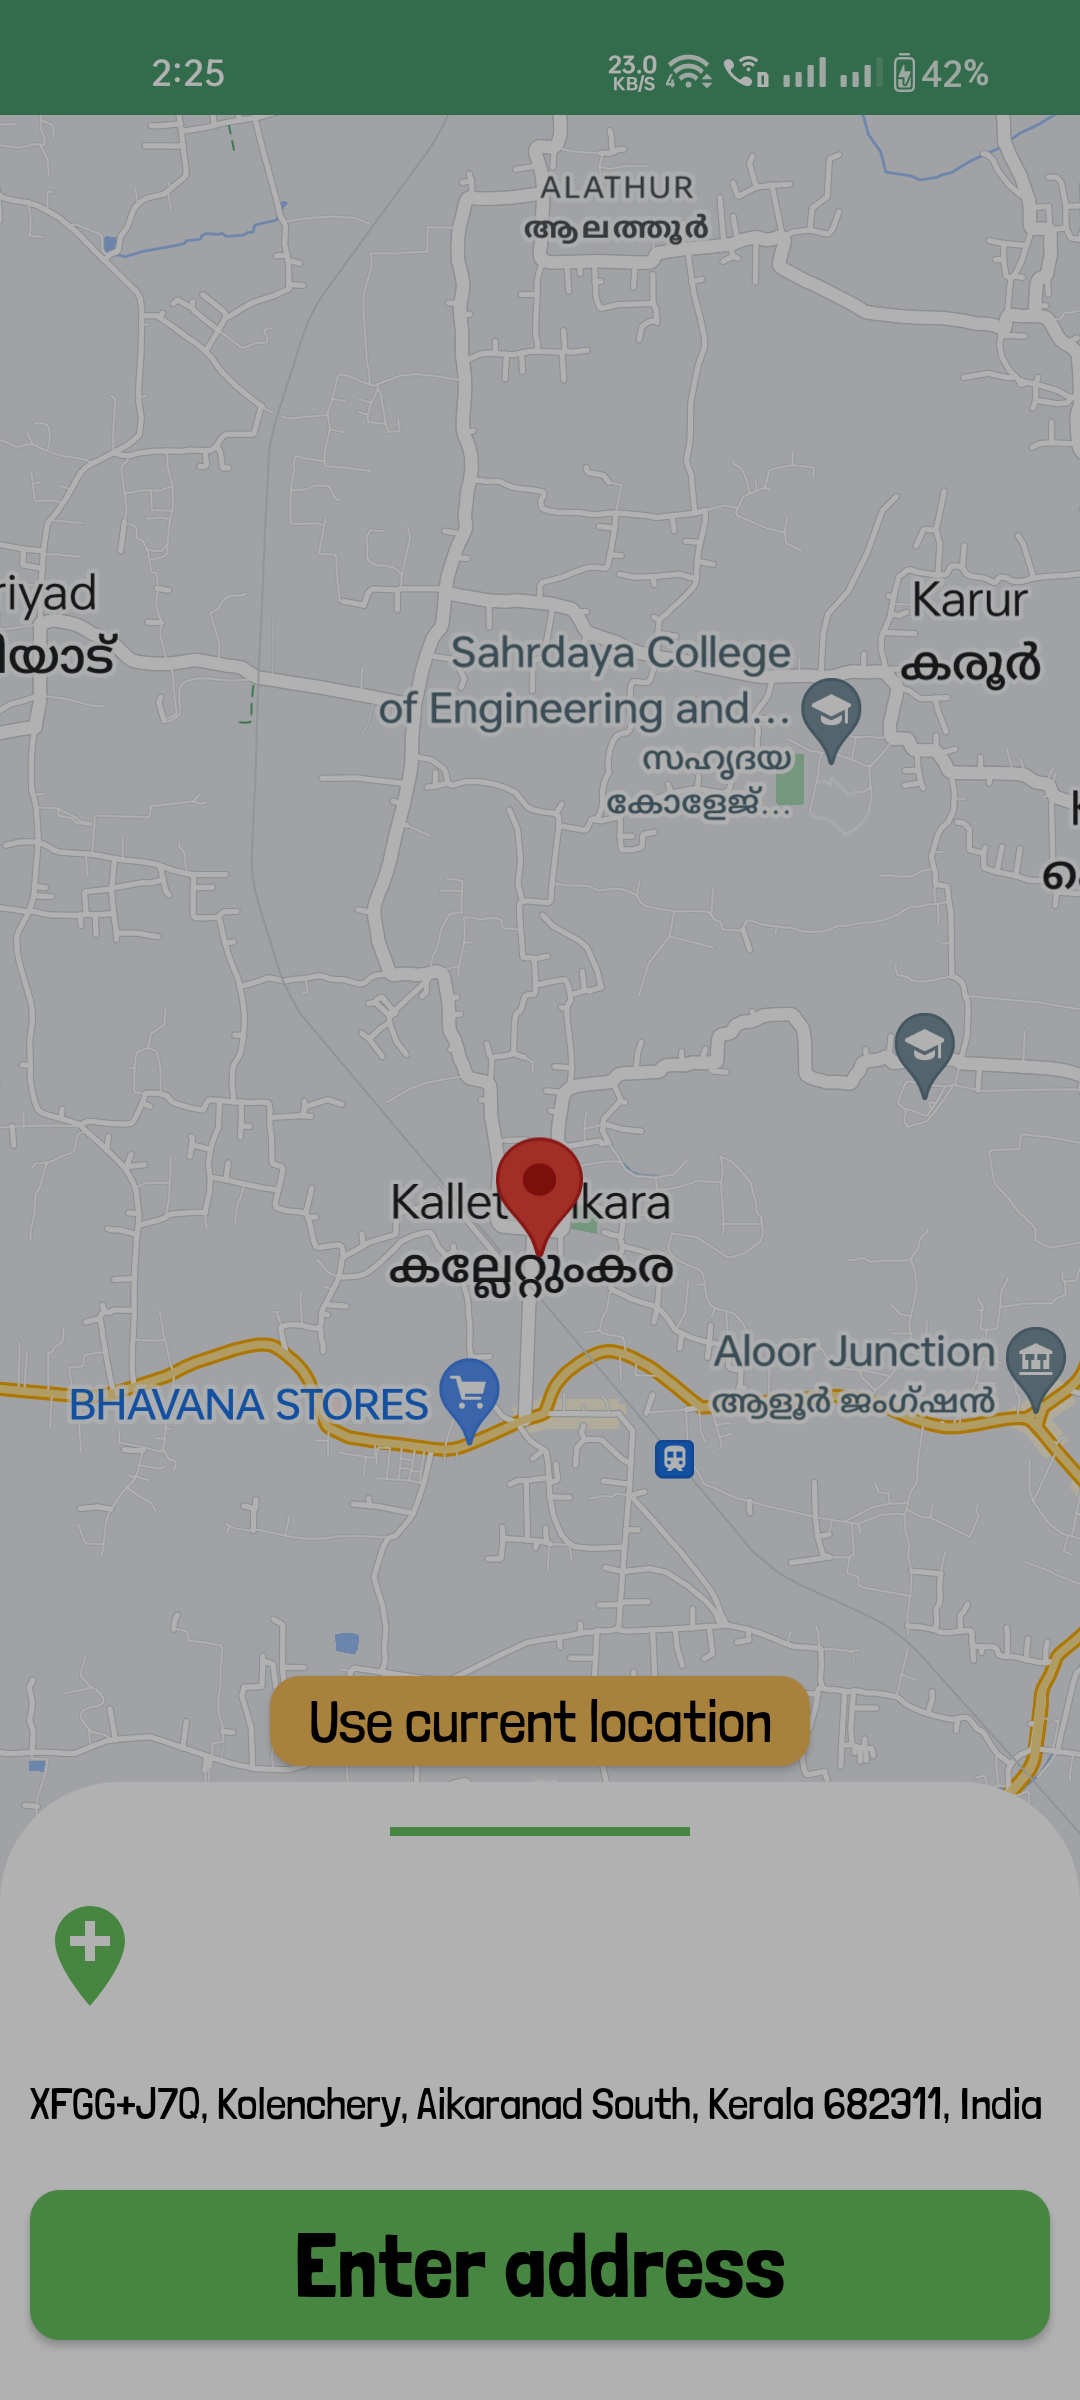 2:25
23.0
KB/S
4
42%
ALATHUR
ആലത്തൂർ
Karur
കരൂർ
Sahrdaya College
of Engineering and...
സഹൃദയ
കോളേജ്...
കല്ലേറ്റുംകര
Aloor Junction
ആളൂർ ജംഗ്ഷൻ
BHAVANA STORES
Use current location
XFGG+J7Q, Kolenchery, Aikaranad South, Kerala 682311, India
Enter address